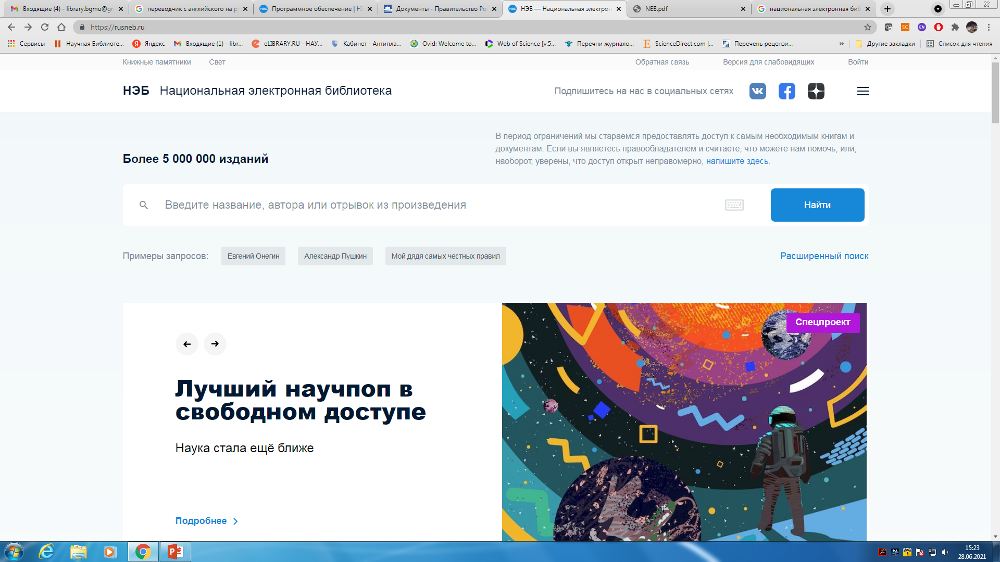 Входящие (4) - library.bgmu@gm
переводчик с английского на ру
Программное обеспечение | НЭ
Документы - Правительство Ро
НЭБ — Национальная электрон
NEB.pdf
национальная электронная биб
https://rusneb.ru
Сервисы
Научная Библиоте...
Яндекс
Входящие (1) - libr...
eLIBRARY.RU - НАУ...
Кабинет - Антипла...
Ovid: Welcome to...
Web of Science [v.5...
Перечни журнало...
ScienceDirect.com |...
Перечень рецензи...
»
Другие закладки
Список для чтения
Книжные памятники Свет
Обратная связь Версия для слабовидящих Войти
НЭБ Национальная электронная библиотека
Подпишитесь на нас в социальных сетях
В период ограничений мы стараемся предоставлять доступ к самым необходимым книгам и
документам. Если вы являетесь правообладателем и считаете, что можете нам помочь, или,
наоборот, уверены, что доступ открыт неправомерно, напишите здесь.
Более 5 000 000 изданий
Введите название, автора или отрывок из произведения
Найти
Примеры запросов: Евгений Онегин Александр Пушкин Мой дядя самых честных правил
Расширенный поиск
Спецпроект
Лучший научпоп в
свободном доступе
Наука стала ещё ближе
Подробнее
15:23
28.06.2021